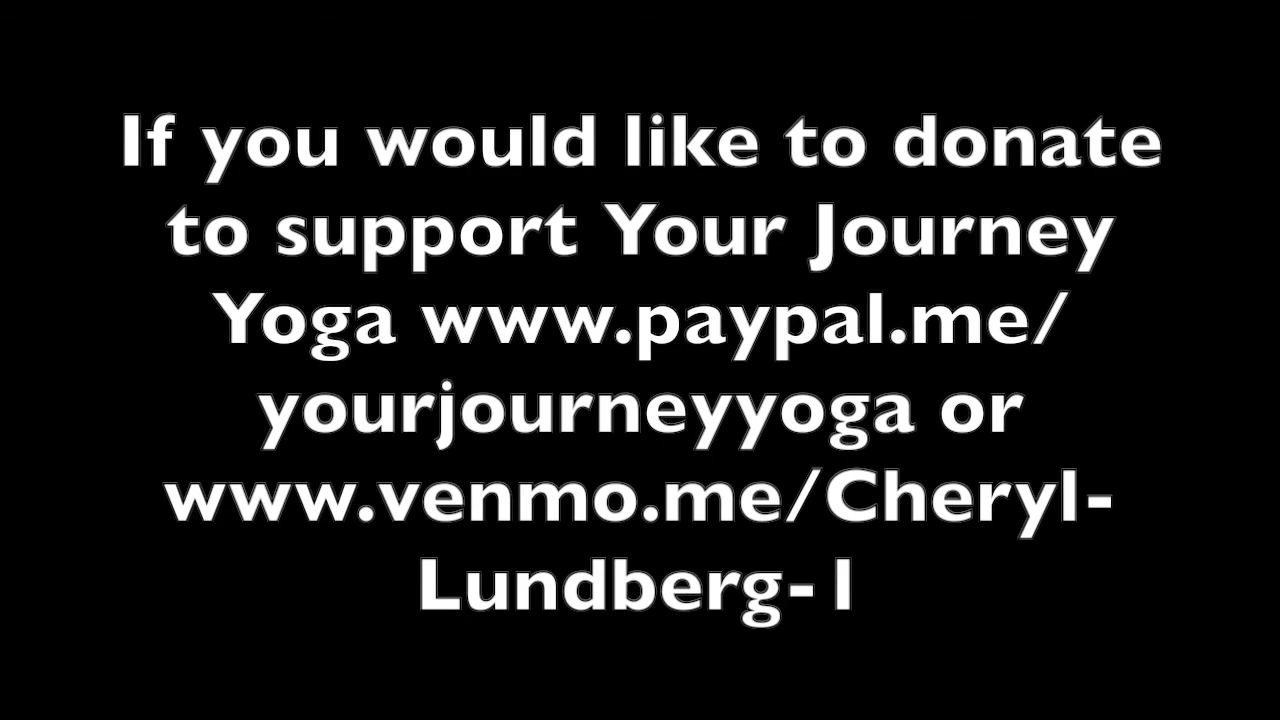 If you would like to donate
to support Your Journey
Yoga www.paypal.me/
yourjourneyyoga or
www.venmo.me/Cheryl-
Lundberg-1